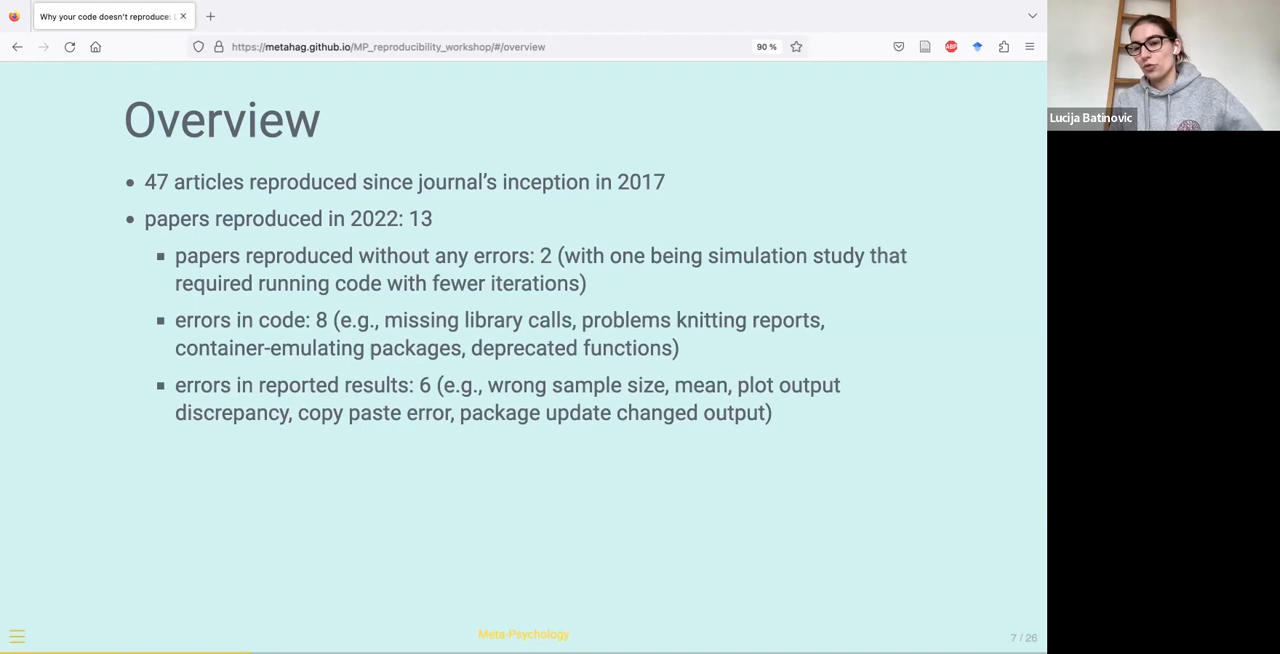 Why your code doesn't reproduce:
https://metahag.github.io/MP_reproducibility_workshop/#/overview
90 %
ABP
Lucija Batinovic
Overview
47 articles reproduced since journal's inception in 2017
papers reproduced in 2022: 13
papers reproduced without any errors: 2 (with one being simulation study that
required running code with fewer iterations)
errors in code: 8 (e.g., missing library calls, problems knitting reports,
container-emulating packages, deprecated functions)
errors in reported results: 6 (e.g., wrong sample size, mean, plot output
discrepancy, copy paste error, package update changed output)
Meta-Psychology
7 / 26